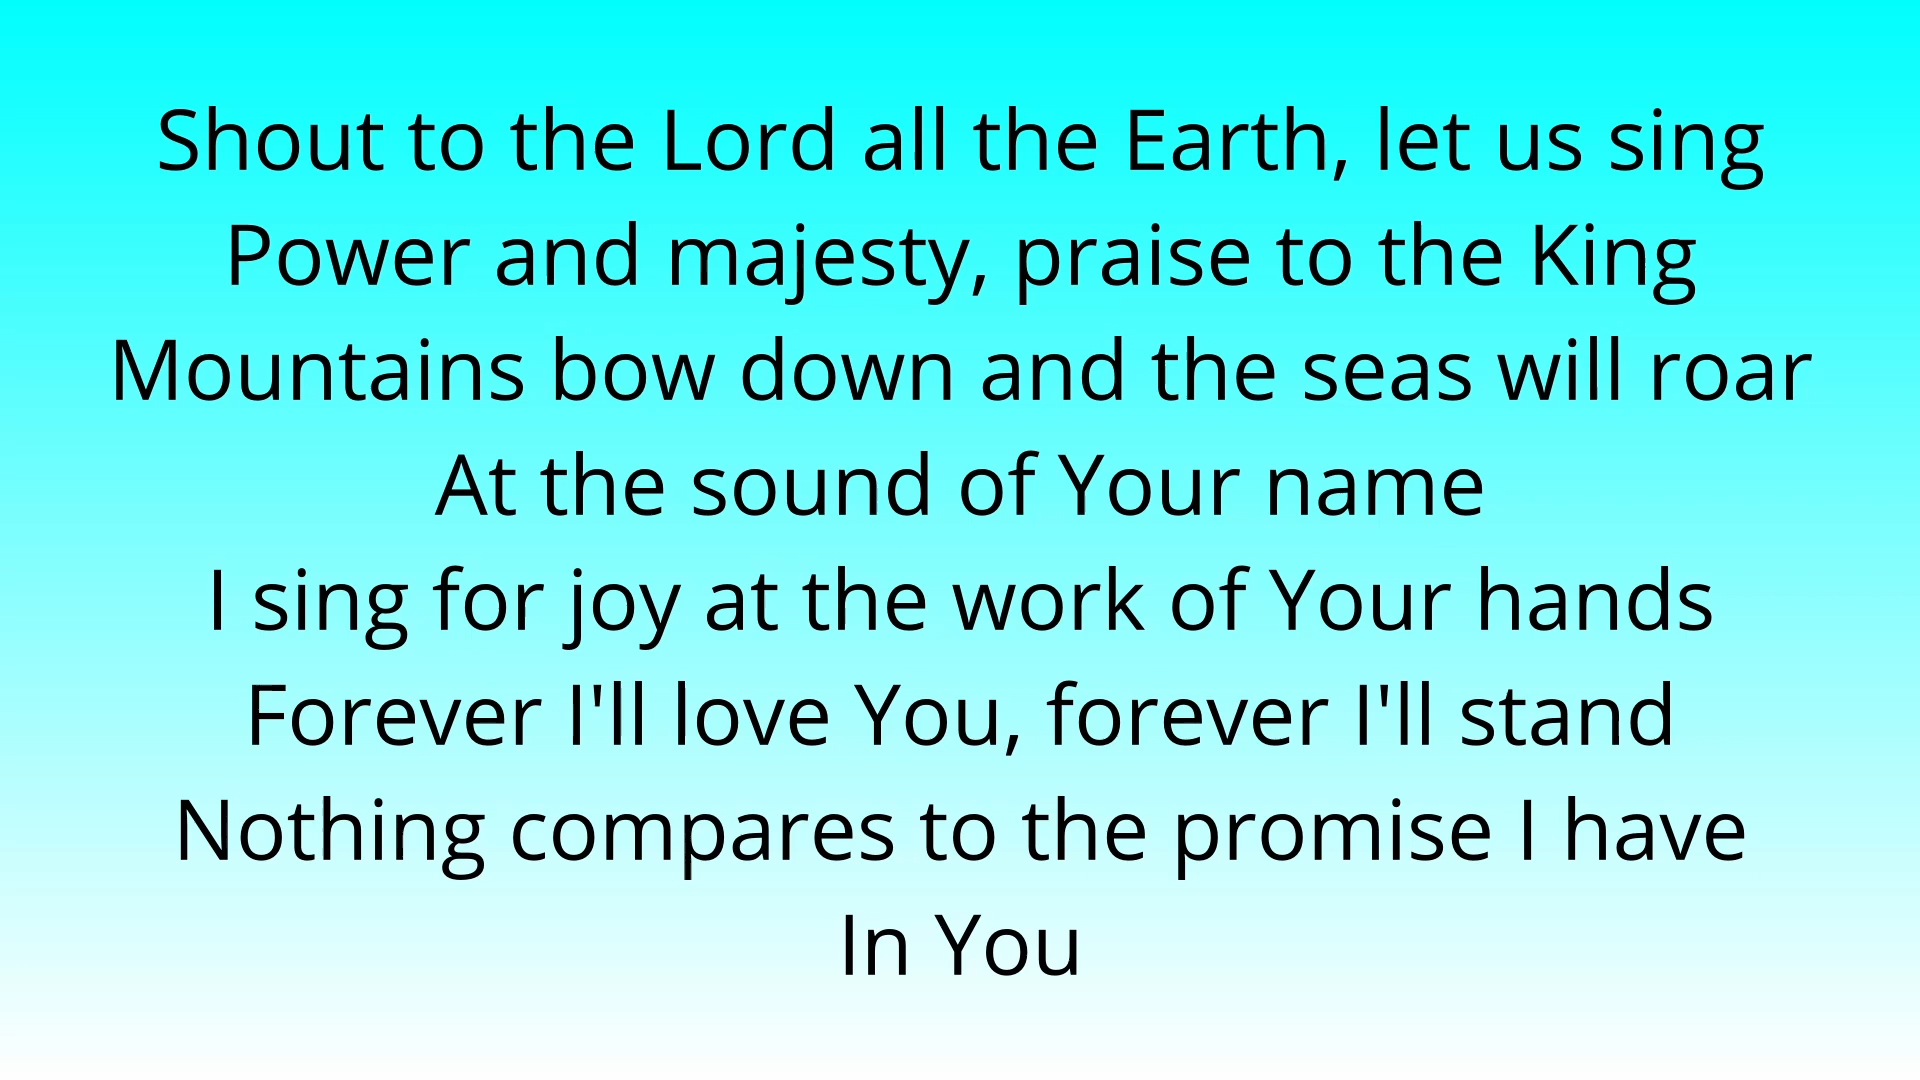 Shout to the Lord all the Earth, let us sing
Power and majesty, praise to the King
Mountains bow down and the seas will roar
At the sound of Your name
I sing for joy at the work of Your hands
Forever I'll love You, forever I'll stand
Nothing compares to the promise I have
In You